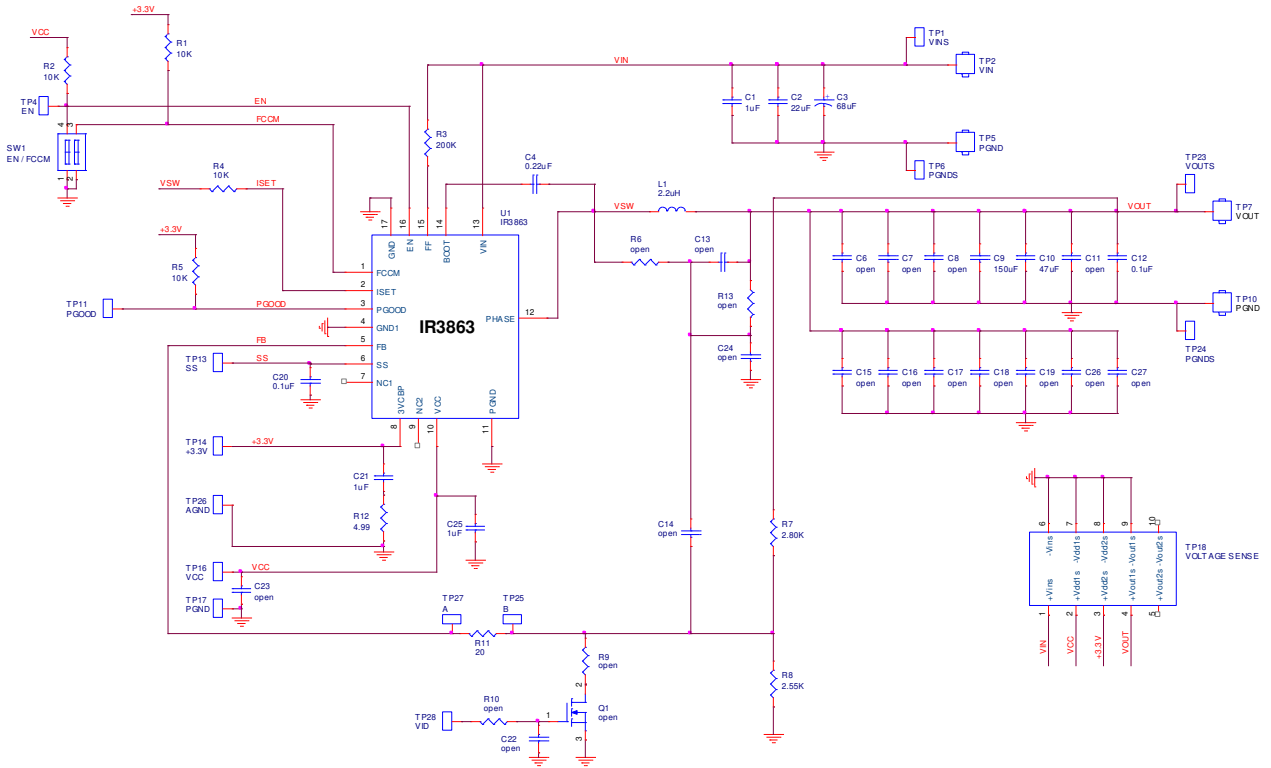 +3.3V
VCC
R1
10K
R2
10K
TP4
EN
EN
FCCM
4
3
SW1
EN / FCCM
1
2
R4
10K
VSW
ISET
+3.3V
R5
10K
TP11
PGOOD
PGOOD
FB
TP13
SS
SS
C20
0.1uF
TP14
+3.3V
+3.3V
C21
1uF
R12
4.99
TP26
AGND
C25
1uF
TP16
VCC
VCC
C23
open
TP17
PGND
TP27
A
TP25
B
R11
20
R9
open
R10
open
TP28
VID
C22
open
Q1
open
1
2
3
R3
200K
C4
0.22uF
U1
IR3863
IR3863
17
GND
16
EN
15
FF
14
BOOT
13
VIN
1
FCCM
2
ISET
3
PGOOD
4
GND1
5
FB
6
SS
7
NC1
8
3VCBP
9
NC2
10
VCC
11
PGND
12
PHASE
VIN
TP1
VINS
TP2
VIN
C1
1uF
C2
22uF
+
C3
68uF
TP5
PGND
TP6
PGNDS
L1
2.2uH
VSW
R6
open
C13
open
R13
open
C24
open
C14
open
R7
2.80K
R8
2.55K
TP23
VOUTS
VOUT
TP7
VOUT
C6
open
C7
open
C8
open
C9
150uF
C10
47uF
C11
open
C12
0.1uF
TP10
PGND
TP24
PGNDS
C15
open
C16
open
C17
open
C18
open
C19
open
C26
open
C27
open
6
7
8
9
10
-Vins
-Vdd1s
-Vdd2s
-Vout1s
-Vout2s
+Vins
+Vdd1s
+Vdd2s
+Vout1s
+Vout2s
1
2
3
4
5
VIN
VCC
+3.3V
VOUT
TP18
VOLTAGE SENSE